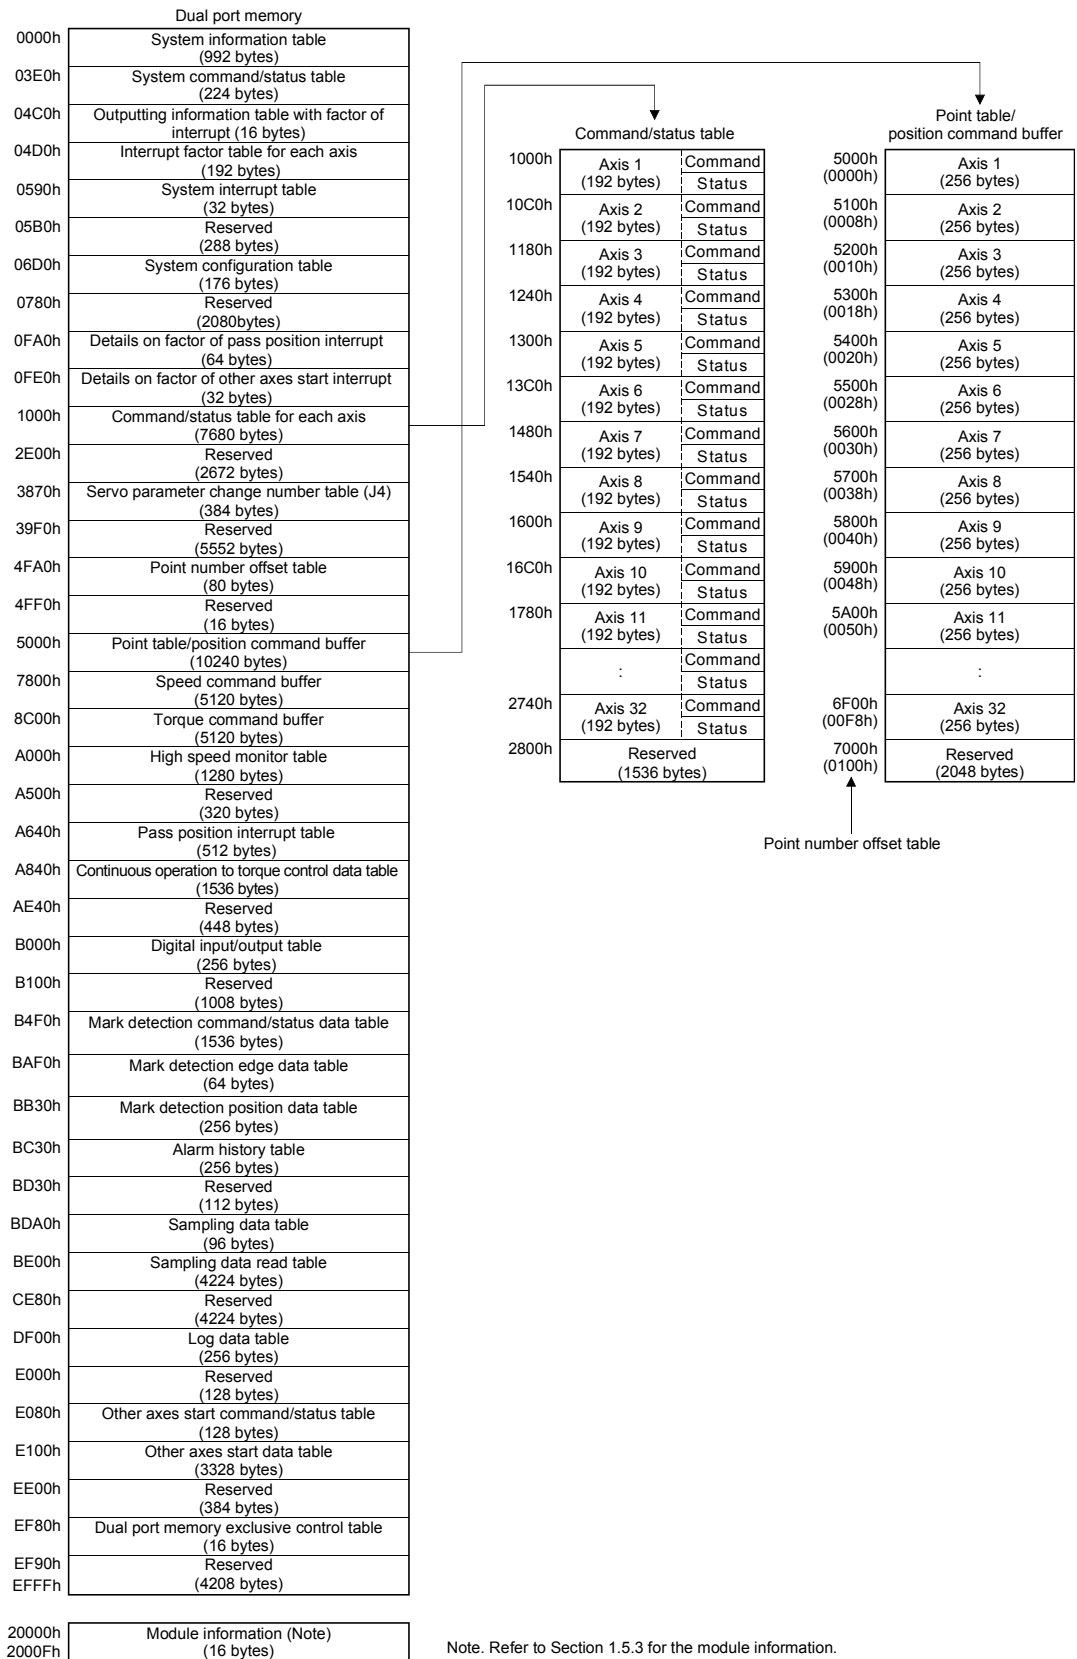 Dual port memory
0000h
System information table
(992 bytes)
03E0h
System command/status table
(224 bytes)
04C0h
Outputting information table with factor of
interrupt (16 bytes)
04D0h
Interrupt factor table for each axis
(192 bytes)
0590h
System interrupt table
(32 bytes)
05B0h
Reserved
(288 bytes)
06D0h
System configuration table
(176 bytes)
0780h
Reserved
(2080bytes)
0FA0h
Details on factor of pass position interrupt
(64 bytes)
0FE0h
Details on factor of other axes start interrupt
(32 bytes)
1000h
Command/status table for each axis
(7680 bytes)
2E00h
Reserved
(2672 bytes)
3870h
Servo parameter change number table (J4)
(384 bytes)
39F0h
Reserved
(5552 bytes)
4FA0h
Point number offset table
(80 bytes)
4FF0h
Reserved
(16 bytes)
5000h
Point table/position command buffer
(10240 bytes)
7800h
Speed command buffer
(5120 bytes)
8C00h
Torque command buffer
(5120 bytes)
A000h
High speed monitor table
(1280 bytes)
A500h
Reserved
(320 bytes)
A640h
Pass position interrupt table
(512 bytes)
A840h
Continuous operation to torque control data table
(1536 bytes)
AE40h
Reserved
(448 bytes)
B000h
Digital input/output table
(256 bytes)
B100h
Reserved
(1008 bytes)
B4F0h
Mark detection command/status data table
(1536 bytes)
BAF0h
Mark detection edge data table
(64 bytes)
BB30h
Mark detection position data table
(256 bytes)
BC30h
Alarm history table
(256 bytes)
BD30h
Reserved
(112 bytes)
BDA0h
Sampling data table
(96 bytes)
BE00h
Sampling data read table
(4224 bytes)
CE80h
Reserved
(4224 bytes)
DF00h
Log data table
(256 bytes)
E000h
Reserved
(128 bytes)
E080h
Other axes start command/status table
(128 bytes)
E100h
Other axes start data table
(3328 bytes)
EE00h
Reserved
(384 bytes)
EF80h
Dual port memory exclusive control table
(16 bytes)
EF90h
Reserved
EFFFh
(4208 bytes)
20000h
Module information (Note)
2000Fh
(16 bytes)
Command/status table
1000h
Axis 1
(192 bytes)
Command
Status
10C0h
Axis 2
(192 bytes)
Command
Status
1180h
Axis 3
(192 bytes)
Command
Status
1240h
Axis 4
(192 bytes)
Command
Status
1300h
Axis 5
(192 bytes)
Command
Status
13C0h
Axis 6
(192 bytes)
Command
Status
1480h
Axis 7
(192 bytes)
Command
Status
1540h
Axis 8
(192 bytes)
Command
Status
1600h
Axis 9
(192 bytes)
Command
Status
16C0h
Axis 10
(192 bytes)
Command
Status
1780h
Axis 11
(192 bytes)
Command
Status
:
Command
Status
2740h
Axis 32
(192 bytes)
Command
Status
2800h
Reserved
(1536 bytes)
Point table/
position command buffer
5000h
(0000h)
Axis 1
(256 bytes)
5100h
(0008h)
Axis 2
(256 bytes)
5200h
(0010h)
Axis 3
(256 bytes)
5300h
(0018h)
Axis 4
(256 bytes)
5400h
(0020h)
Axis 5
(256 bytes)
5500h
(0028h)
Axis 6
(256 bytes)
5600h
(0030h)
Axis 7
(256 bytes)
5700h
(0038h)
Axis 8
(256 bytes)
5800h
(0040h)
Axis 9
(256 bytes)
5900h
(0048h)
Axis 10
(256 bytes)
5A00h
(0050h)
Axis 11
(256 bytes)
:
6F00h
(00F8h)
Axis 32
(256 bytes)
7000h
(0100h)
Reserved
(2048 bytes)
Point number offset table
Note. Refer to Section 1.5.3 for the module information.